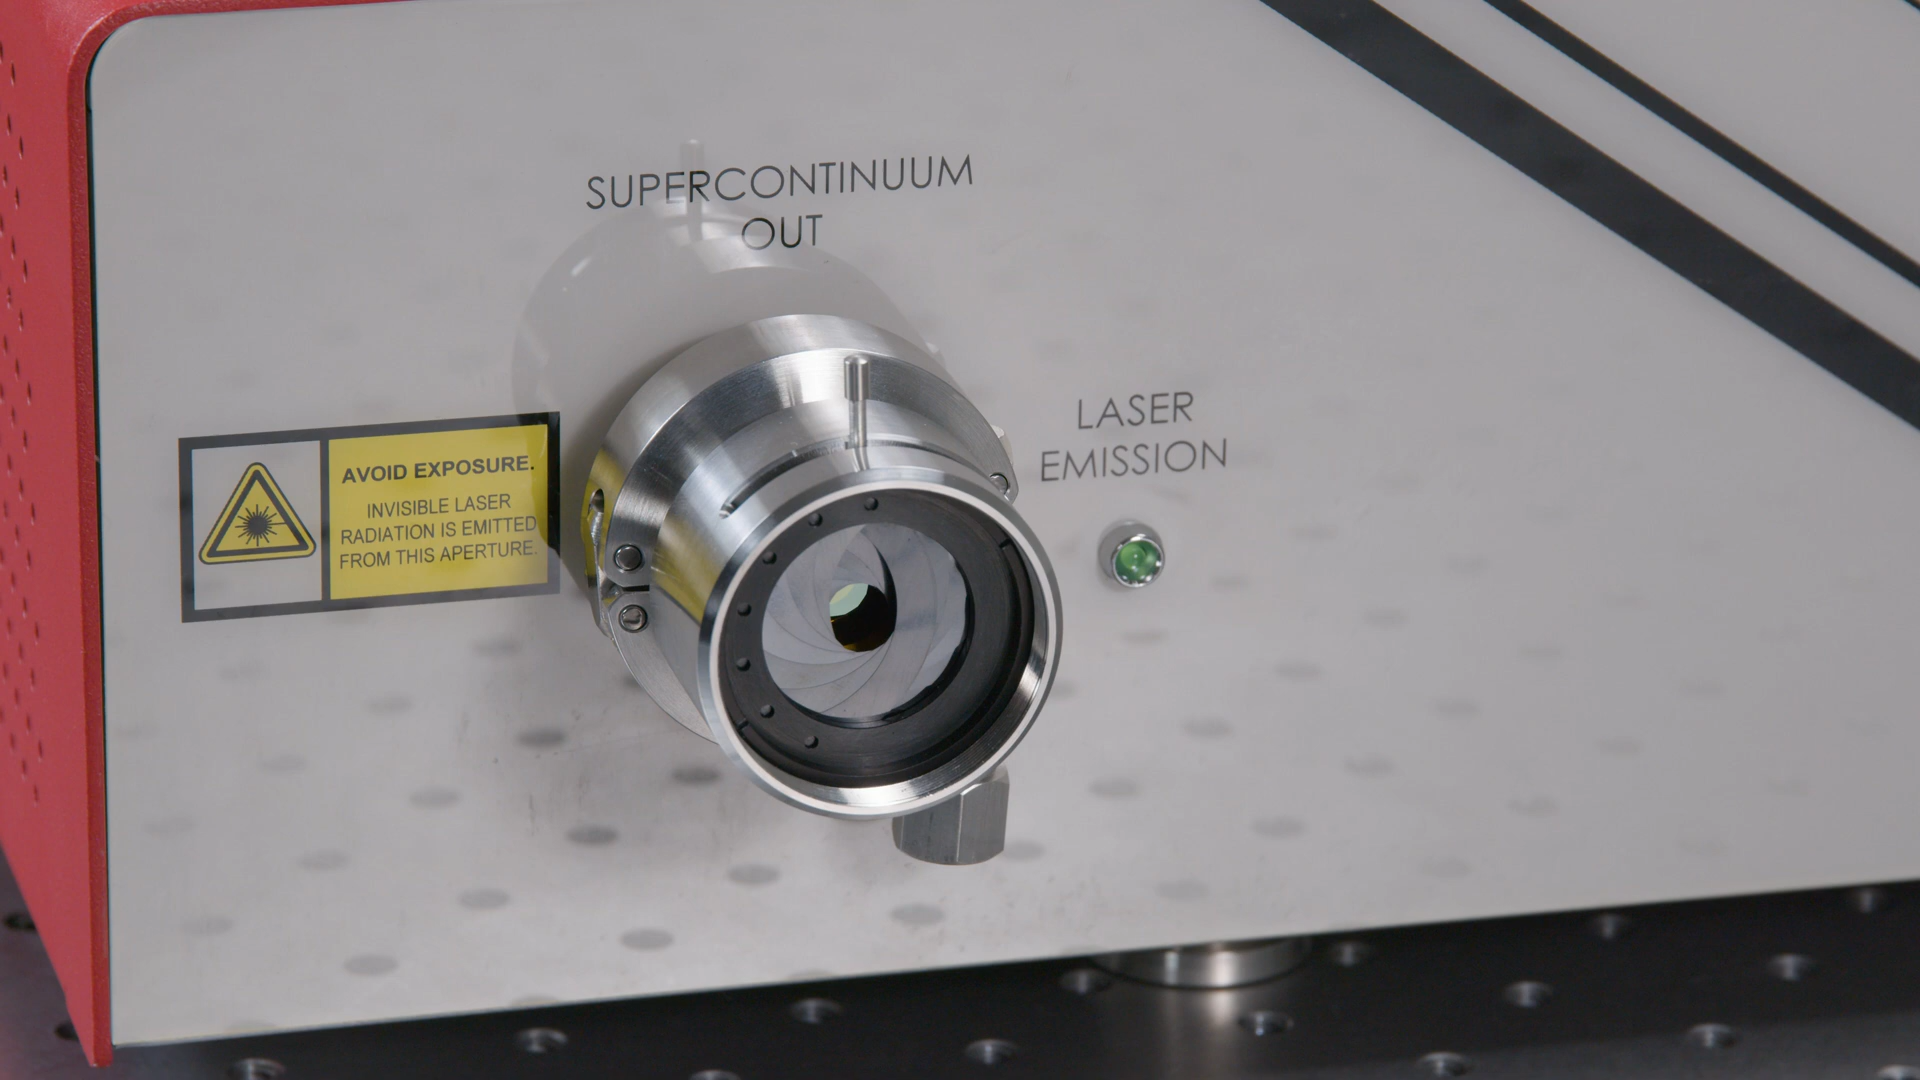 SUPERCONTINUUM
OUT
LASER
EMISSION
AVOID EXPOSURE.
INVISIBLE LASER
RADIATION IS EMITTED
FROM THIS APERTURE.